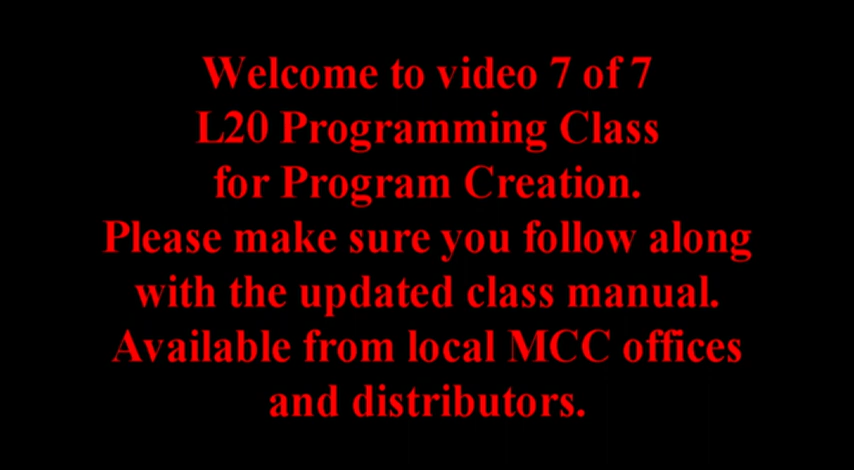 Welcome to video 7 of 7
L20 Programming Class
for Program Creation.
Please make sure you follow along
with the updated class manual.
Available from local MCC offices
and distributors.